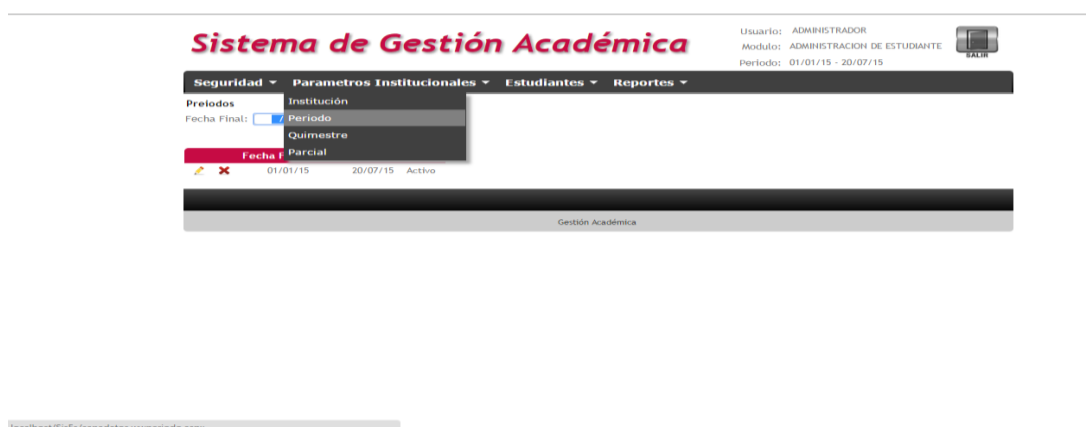 Sistema de Gestión Académica
Usuario: ADMINISTRADOR
Modulo: ADMINISTRACION DE ESTUDIANTE
Periodo: 01/01/15 - 20/07/15
SALIR
Seguridad Parametros Institucionales Estudiantes Reportes
Preiodos
Institución
Fecha Final:
Periodo
Quimestre
Parcial
Fecha F
01/01/15 20/07/15 Activo
Gestión Académica